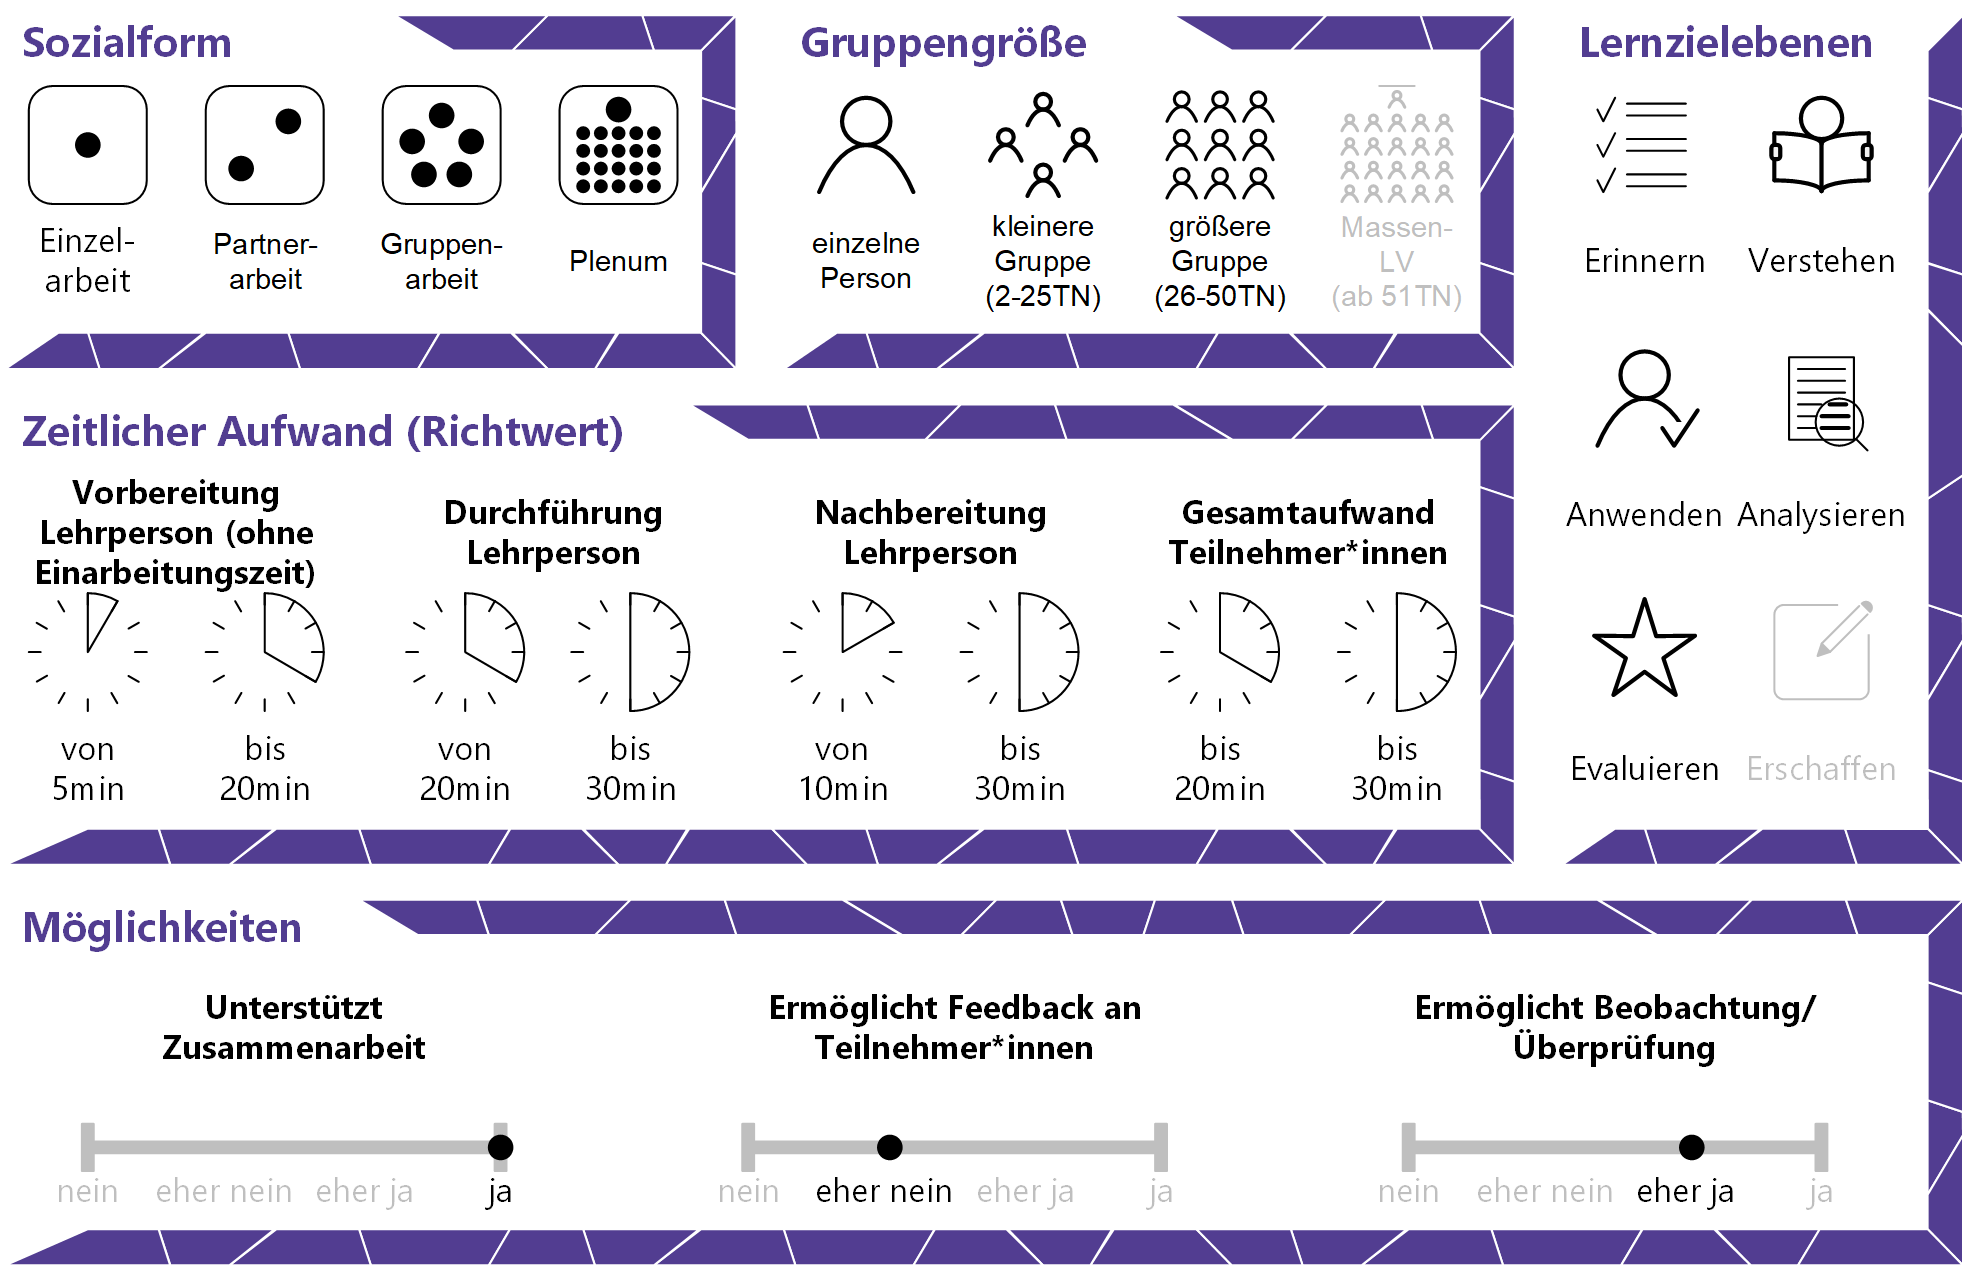 Sozialform
Einzel-
arbeit
Partner-
arbeit
Gruppen-
arbeit
Plenum
Gruppengröße
einzelne
Person
kleinere
Gruppe
(2-25TN)
größere
Gruppe
(26-50TN)
Massen-
LV
(ab 51TN)
Lernzielebenen
Erinnern
Verstehen
Anwenden
Analysieren
Evaluieren
Erschaffen
Zeitlicher Aufwand (Richtwert)
Vorbereitung
Lehrperson (ohne
Einarbeitungszeit)
von
5min
bis
20min
Durchführung
Lehrperson
von
20min
bis
30min
Nachbereitung
Lehrperson
von
10min
bis
30min
Gesamtaufwand
Teilnehmer*innen
bis
20min
bis
30min
Möglichkeiten
Unterstützt
Zusammenarbeit
nein eher nein eher ja ja
Ermöglicht Feedback an
Teilnehmer*innen
nein eher nein eher ja ja
Ermöglicht Beobachtung/
Überprüfung
nein eher nein eher ja ja